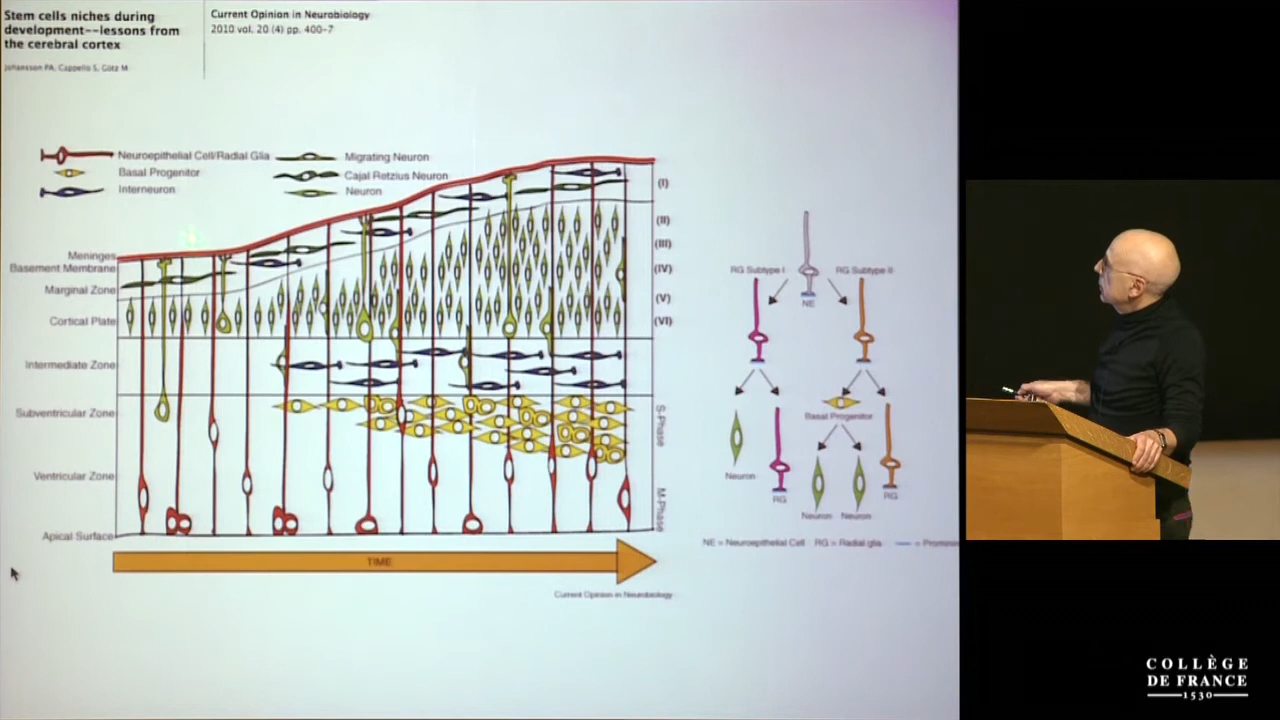 Stem cells niches during
development--lessons from
the cerebral cortex
Johansson PA, Cappello S, Götz M
Current Opinion in Neurobiology
2010 vol. 20 (4) pp. 400-7
Neuroepithelial Cell/Radial Glia
Basal Progenitor
Interneuron
Migrating Neuron
Cajal Retzius Neuron
Neuron
Meninges
Basement Membrane
Marginal Zone
Cortical Plate
Intermediate Zone
Subventricular Zone
Ventricular Zone
Apical Surface
(I)
(II)
(III)
(IV)
(V)
(VI)
S-Phase
M-Phase
TIME
Current Opinion in Neurobiology
RG Subtype I
RG Subtype II
NE
Basal Progenitor
Neuron
RG
Neuron
Neuron
RG
NE = Neuroepithelial Cell RG = Radial glia = Promin
COLLÈGE
DE FRANCE
1530